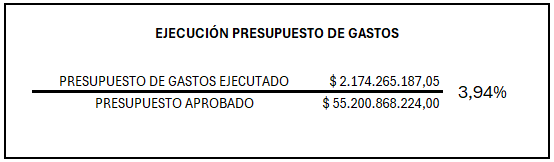 EJECUCIÓN PRESUPUESTO DE GASTOS
PRESUPUESTO DE GASTOS EJECUTADO $ 2.174.265.187,05
3,94%
PRESUPUESTO APROBADO $ 55.200.868.224,00